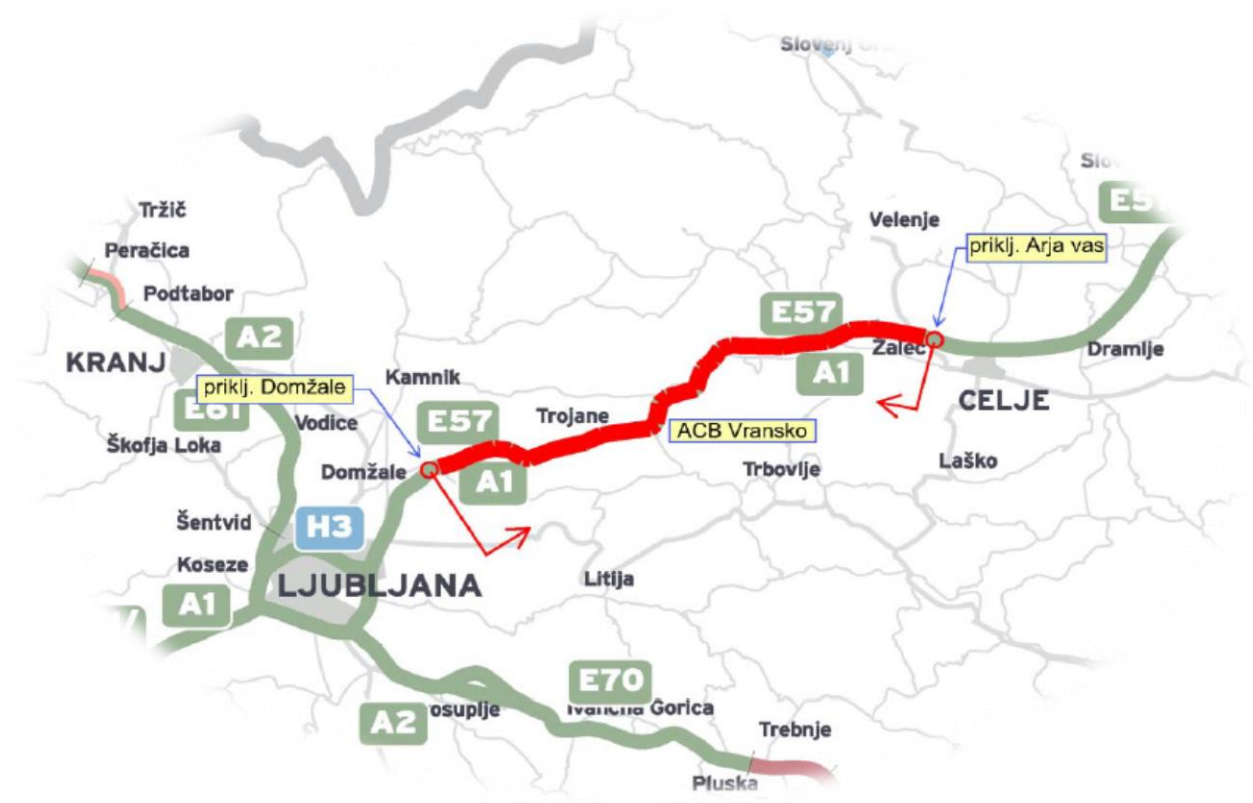 Slovenj
Tržič
Velenje
Peračica
priklj. Arja vas
Podtabor
E57
A2
Žalec
Dramlje
KRANJ
A1
Kamnik
priklj. Domžale
CELJE
E61
E57
Trojane
Vodice
ACB Vransko
Škofja Loka
Domžale
Trbovlje
Laško
A1
Šentvid
H3
Koseze
LJUBLJANA
Litija
A1
E70
osuplje
Ivančna Gorica
A2
Trebnje
Pluska